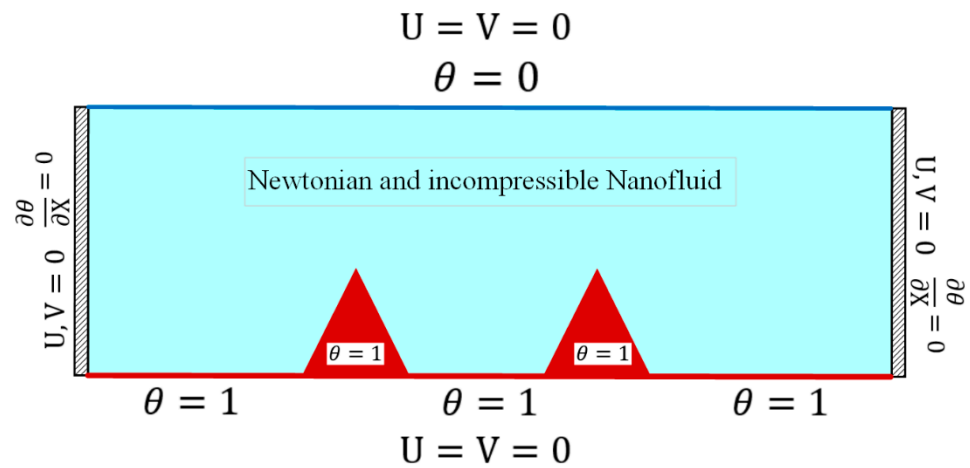 U = V = 0
θ = 0
U, V = 0 ∂θ/∂X = 0
Newtonian and incompressible Nanofluid
U, V = 0 ∂θ/∂X = 0
θ = 1 θ = 1
θ = 1 θ = 1 θ = 1
U = V = 0